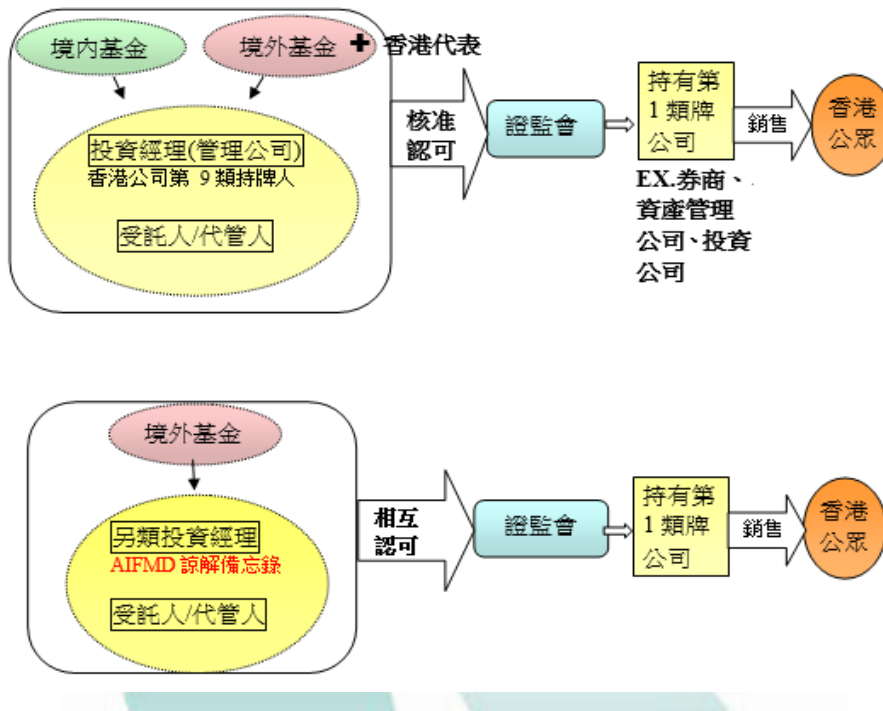 境內基金
境外基金
+ 香港代表
投資經理(管理公司)
香港公司第 9 類持牌人
受託人/代管人
核准
認可
證監會
持有第
1 類牌
公司
EX.券商、
資產管理
公司、投資
公司
銷售
香港
公眾
境外基金
另類投資經理
AIFMD 諒解備忘錄
受託人/代管人
相互
認可
證監會
持有第
1 類牌
公司
銷售
香港
公眾